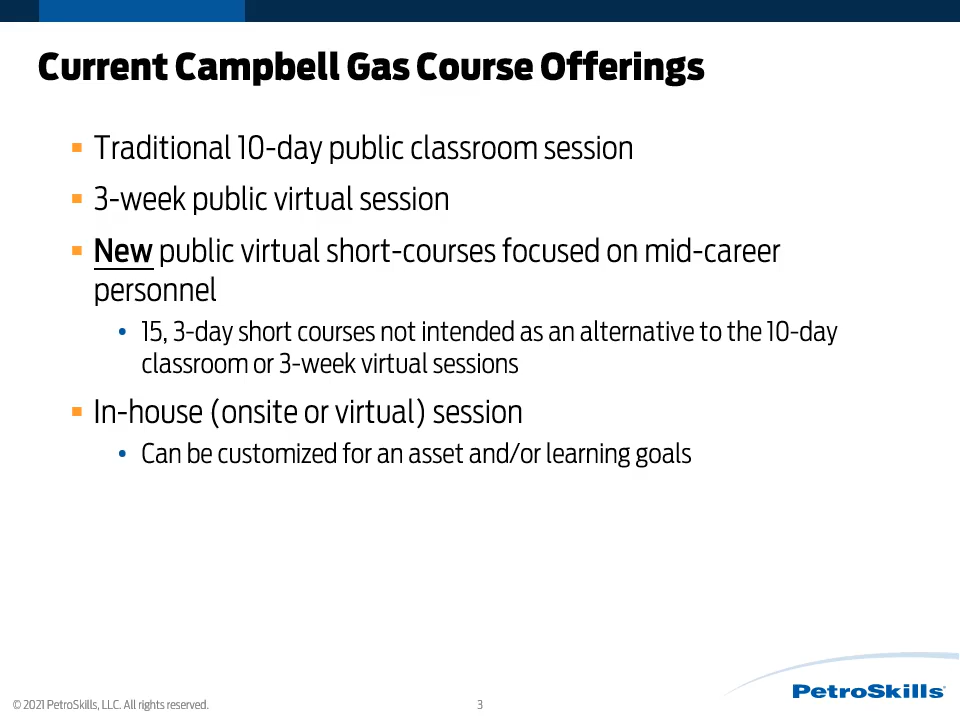 Current Campbell Gas Course Offerings
Traditional 10-day public classroom session
3-week public virtual session
New public virtual short-courses focused on mid-career
personnel
15, 3-day short courses not intended as an alternative to the 10-day
classroom or 3-week virtual sessions
In-house (onsite or virtual) session
Can be customized for an asset and/or learning goals
© 2021 PetroSkills, LLC. All rights reserved.
3
PetroSkills